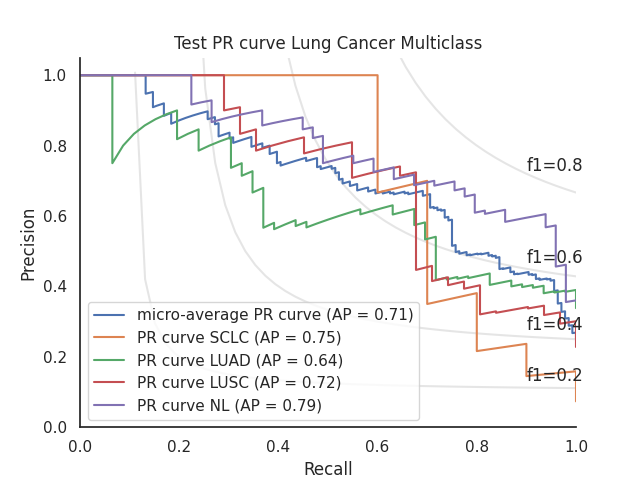 Test PR curve Lung Cancer Multiclass
1.0
0.8
0.6
0.4
0.2
0.0
Precision
f1=0.8
f1=0.6
f1=0.4
f1=0.2
micro-average PR curve (AP = 0.71)
PR curve SCLC (AP = 0.75)
PR curve LUAD (AP = 0.64)
PR curve LUSC (AP = 0.72)
PR curve NL (AP = 0.79)
0.0 0.2 0.4 0.6 0.8 1.0
Recall